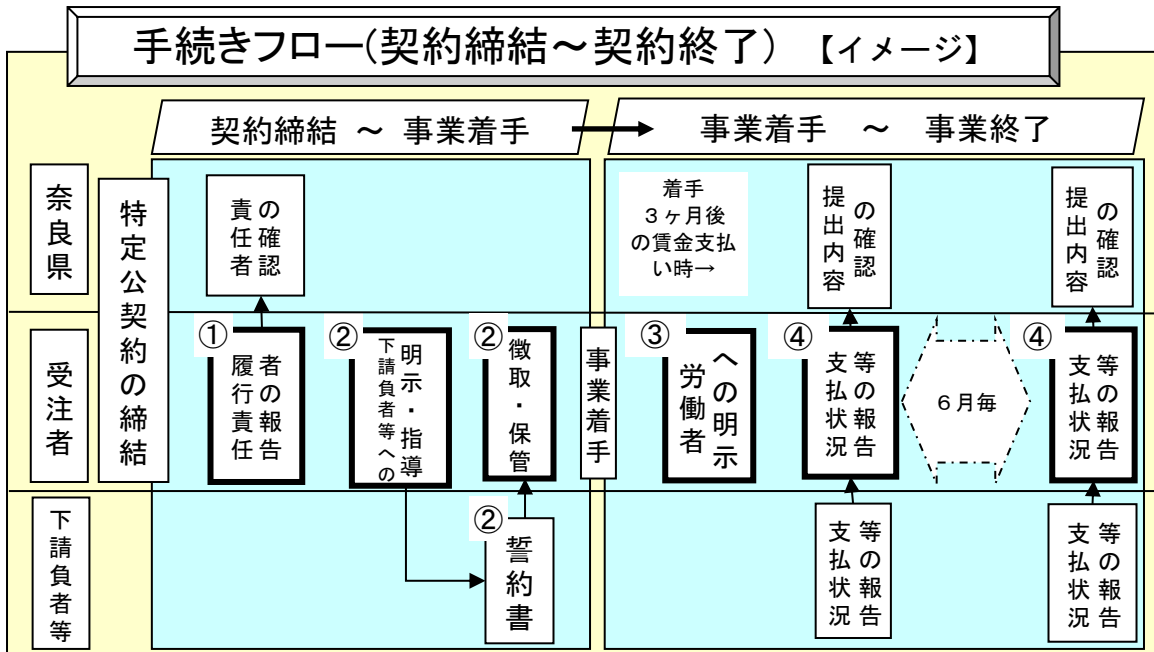 手続きフロー(契約締結～契約終了) 【イメージ】
契約締結 ～ 事業着手
事業着手 ～ 事業終了
奈良県
特定公契約の締結
責任者
の確認
着手
３ヶ月後
の賃金支払
い時→
提出内容
の確認
提出内容
の確認
受注者
①
履行責任
者の報告
②
下請負者等への
明示・指導
②
徴取・保管
事業着手
③
労働者
への明示
④
支払状況
等の報告
６月毎
④
支払状況
等の報告
下請負者等
②
誓約書
支払状況
等の報告
支払状況
等の報告